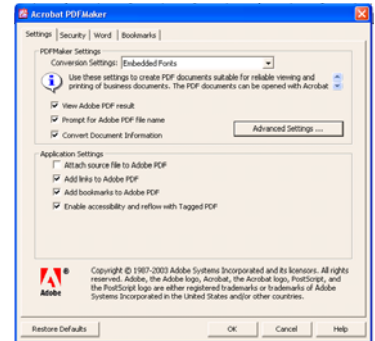 Acrobat PDFMaker
Settings Security Word Bookmarks
PDFMaker Settings
Conversion Settings: Embedded Fonts
Use these settings to create PDF documents suitable for reliable viewing and
printing of business documents. The PDF documents can be opened with Acrobat
View Adobe PDF result
Prompt for Adobe PDF file name
Convert Document Information
Advanced Settings ...
Application Settings
Attach source file to Adobe PDF
Add links to Adobe PDF
Add bookmarks to Adobe PDF
Enable accessibility and reflow with Tagged PDF
Adobe
Copyright © 1987-2003 Adobe Systems Incorporated and its licensors. All rights
reserved. Adobe, the Adobe logo, Acrobat, the Acrobat logo, PostScript, and
the PostScript logo are either registered trademarks or trademarks of Adobe
Systems Incorporated in the United States and/or other countries.
Restore Defaults OK Cancel Help